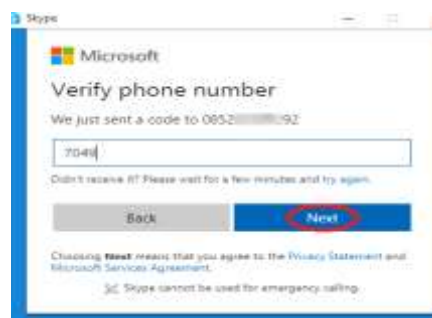 Skype
Microsoft
Verify phone number
We just sent a code to 0852 92
7049
Didn't receive it? Please wait for a few minutes and try again.
Back
Next
Choosing Next means that you agree to the Privacy Statement and
Microsoft Services Agreement.
Skype cannot be used for emergency calling.